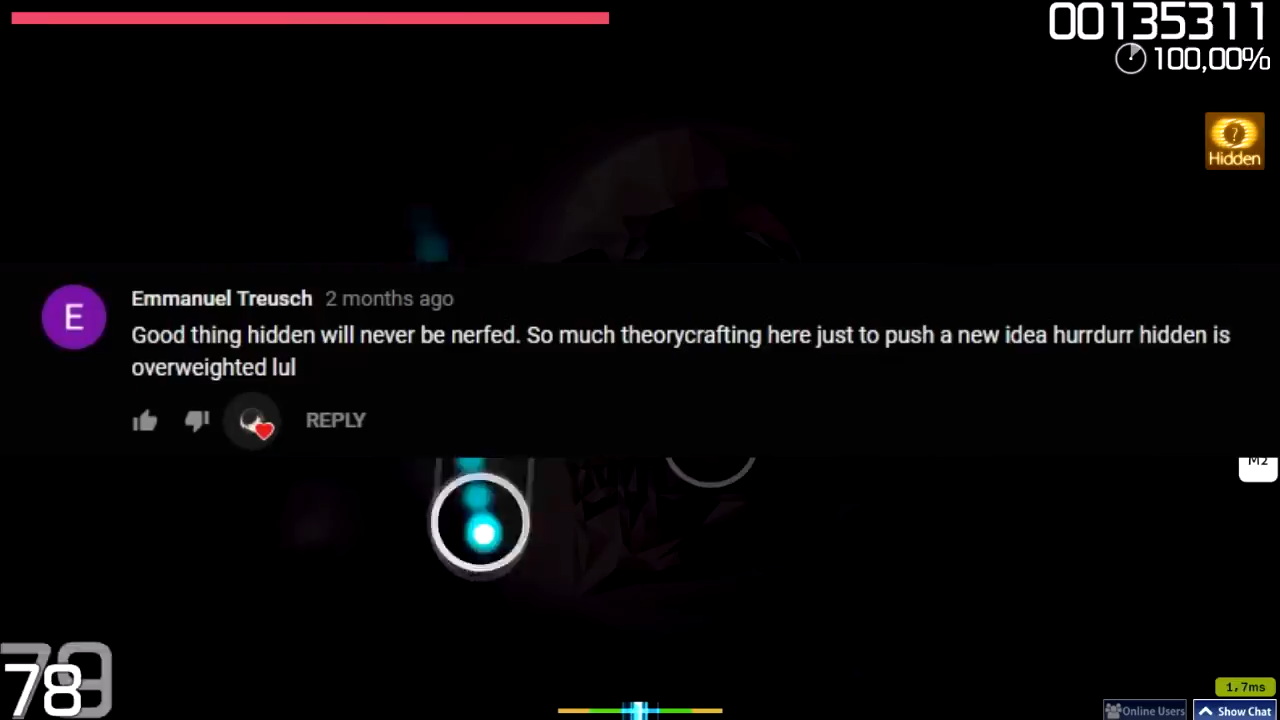 00135311
100,00%
Hidden
Emmanuel Treusch 2 months ago
Good thing hidden will never be nerfed. So much theorycrafting here just to push a new idea hurrdurr hidden is
overweighted lul
E
REPLY
M2
78
1,7ms
Online Users
Show Chat